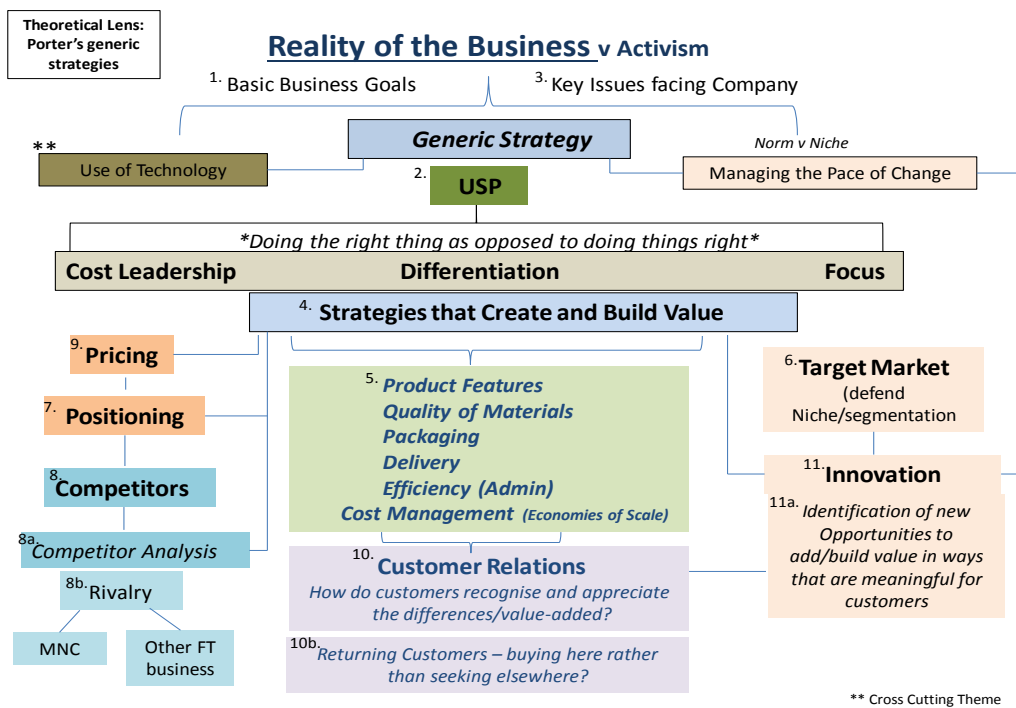 Theoretical Lens:
Porter's generic
strategies
Reality of the Business v Activism
1. Basic Business Goals
3. Key Issues facing Company
**
Generic Strategy
Norm v Niche
Use of Technology
Managing the Pace of Change
2. USP
*Doing the right thing as opposed to doing things right*
Cost Leadership
Differentiation
Focus
4. Strategies that Create and Build Value
9. Pricing
7. Positioning
8. Competitors
8a. Competitor Analysis
8b. Rivalry
MNC
Other FT
business
5. Product Features
Quality of Materials
Packaging
Delivery
Efficiency (Admin)
Cost Management (Economies of Scale)
10. Customer Relations
How do customers recognise and appreciate
the differences/value-added?
10b. Returning Customers – buying here rather
than seeking elsewhere?
6. Target Market
(defend
Niche/segmentation
11. Innovation
11a. Identification of new
Opportunities to
add/build value in ways
that are meaningful for
customers
** Cross Cutting Theme